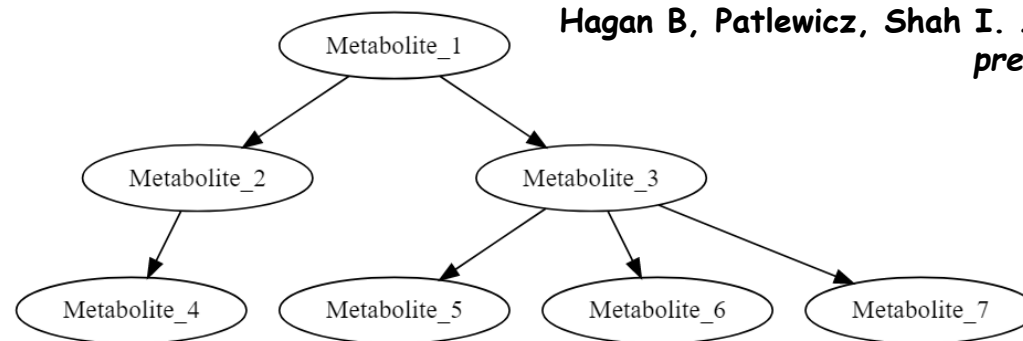 Hagan B, Patlewicz, Shah I.
pre
Metabolite_1
Metabolite_2
Metabolite_3
Metabolite_4
Metabolite_5
Metabolite_6
Metabolite_7